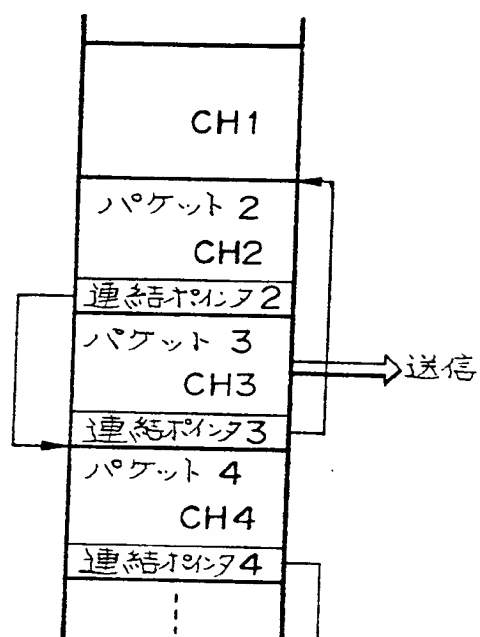 CH1
パケット 2
CH2
連結ポインタ2
パケット 3
CH3
送信
連結ポインタ3
パケット 4
CH4
連結ポインタ4